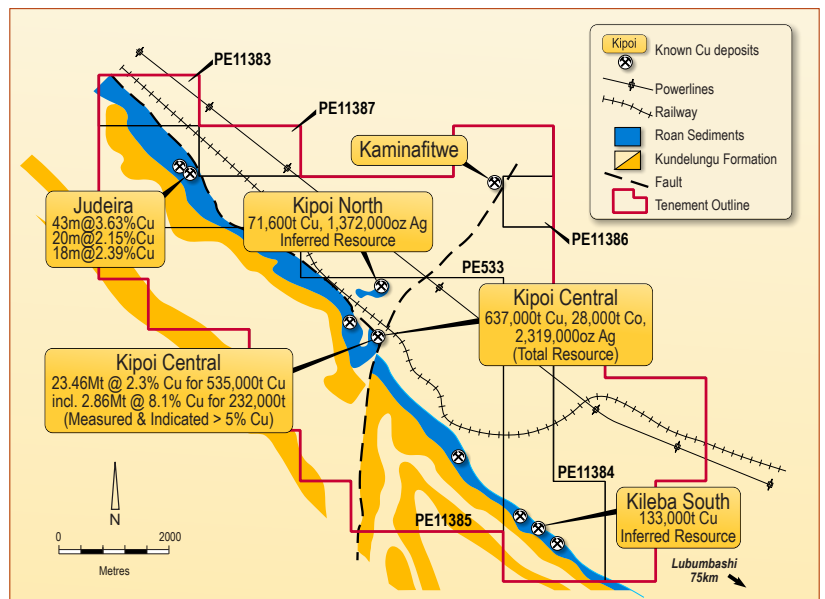 PE11383
PE11387
Kaminafitwe
Judeira
43m@3.63%Cu
20m@2.15%Cu
18m@2.39%Cu
Kipoi North
71,600t Cu, 1,372,000oz Ag
Inferred Resource
PE11386
PE533
Kipoi Central
637,000t Cu, 28,000t Co,
2,319,000oz Ag
(Total Resource)
Kipoi Central
23.46Mt @ 2.3% Cu for 535,000t Cu
incl. 2.86Mt @ 8.1% Cu for 232,000t
(Measured & Indicated > 5% Cu)
PE11384
PE11385
Kileba South
133,000t Cu
Inferred Resource
N
0 2000
Metres
Lubumbashi
75km
Kipoi
Known Cu deposits
Powerlines
Railway
Roan Sediments
Kundelungu Formation
Fault
Tenement Outline